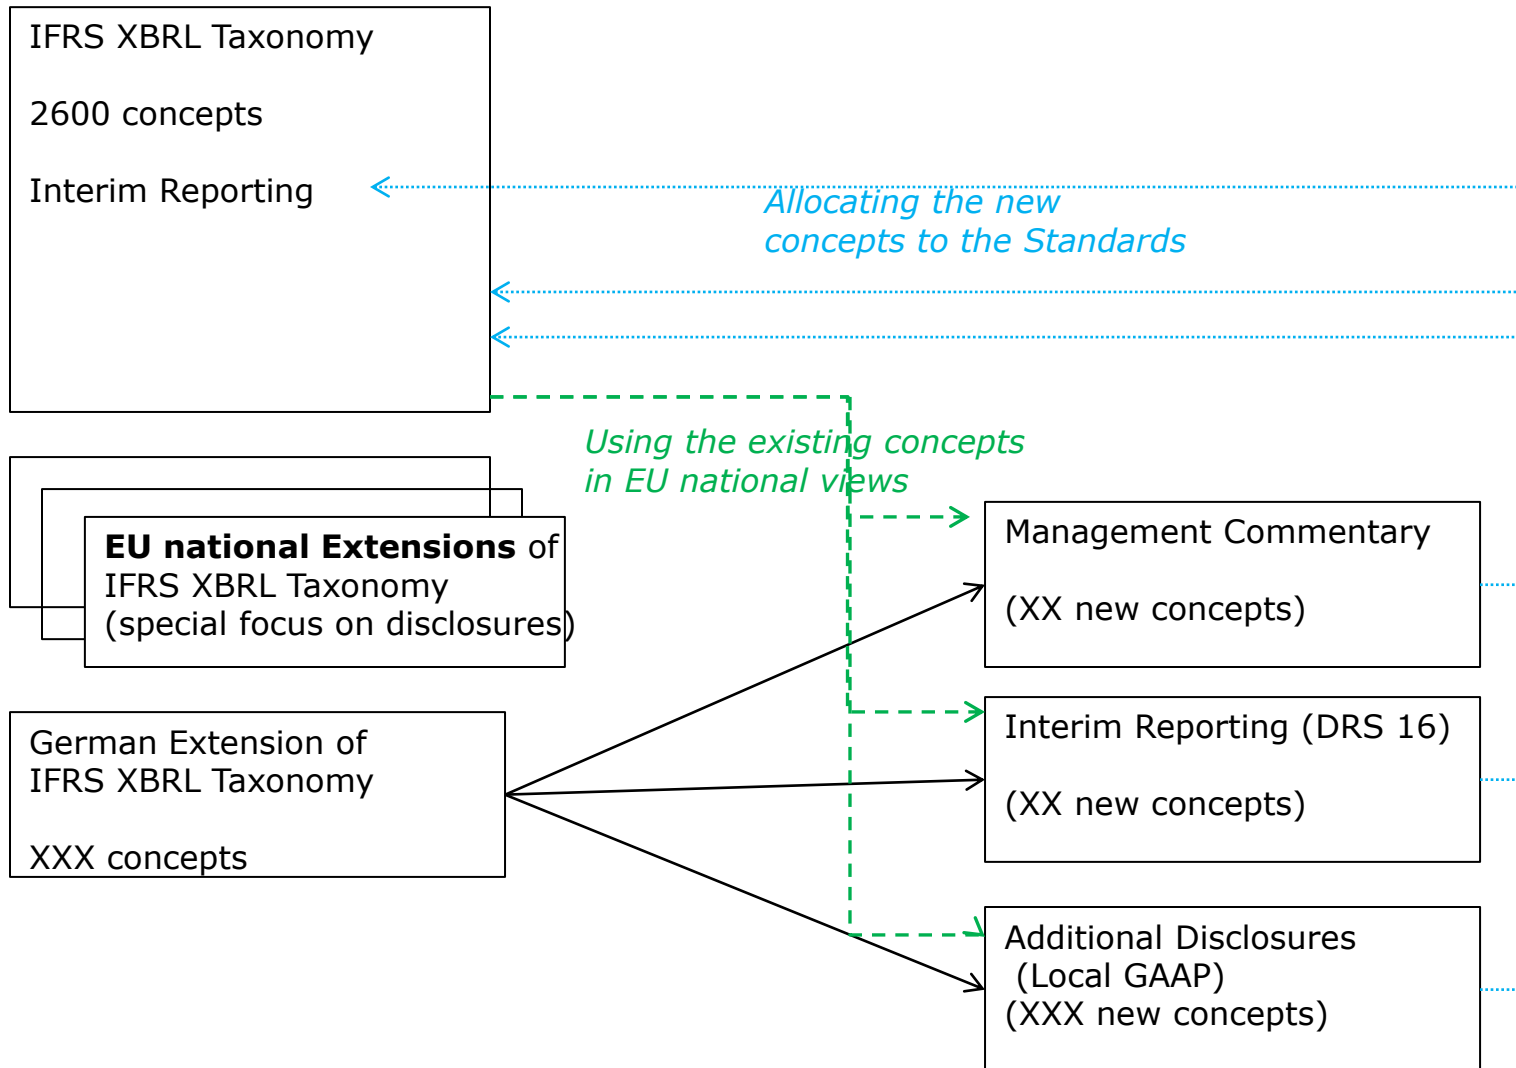 IFRS XBRL Taxonomy
2600 concepts
Interim Reporting
Allocating the new
concepts to the Standards
Using the existing concepts
in EU national views
EU national Extensions of
IFRS XBRL Taxonomy
(special focus on disclosures)
German Extension of
IFRS XBRL Taxonomy
XXX concepts
Management Commentary
(XX new concepts)
Interim Reporting (DRS 16)
(XX new concepts)
Additional Disclosures
(Local GAAP)
(XXX new concepts)